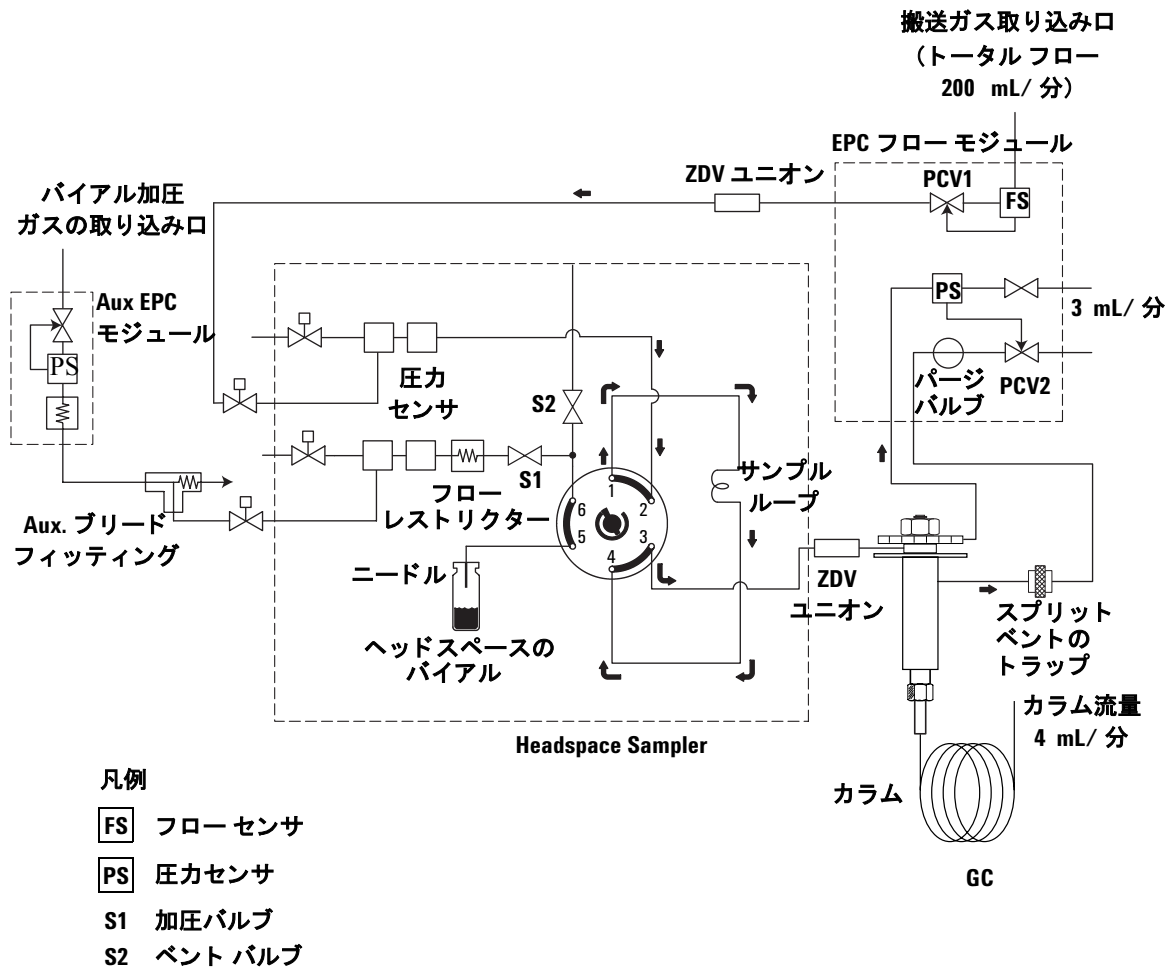 搬送ガス取り込み口
（トータル フロー
200 mL/ 分）
EPC フロー モジュール
ZDV ユニオン
PCV1
FS
バイアル加圧
ガスの取り込み口
Aux EPC
モジュール
PS
PS
3 mL/ 分
パージ
バルブ
PCV2
圧力
センサ
S2
S1
フロー
レストリクター
サンプル
ループ
1
2
3
4
5
6
Aux. ブリード
フィッティング
ニードル
ヘッドスペースの
バイアル
ZDV
ユニオン
スプリット
ベントの
トラップ
カラム流量
4 mL/ 分
カラム
Headspace Sampler
GC
凡例
FS フロー センサ
PS 圧力センサ
S1 加圧バルブ
S2 ベント バルブ